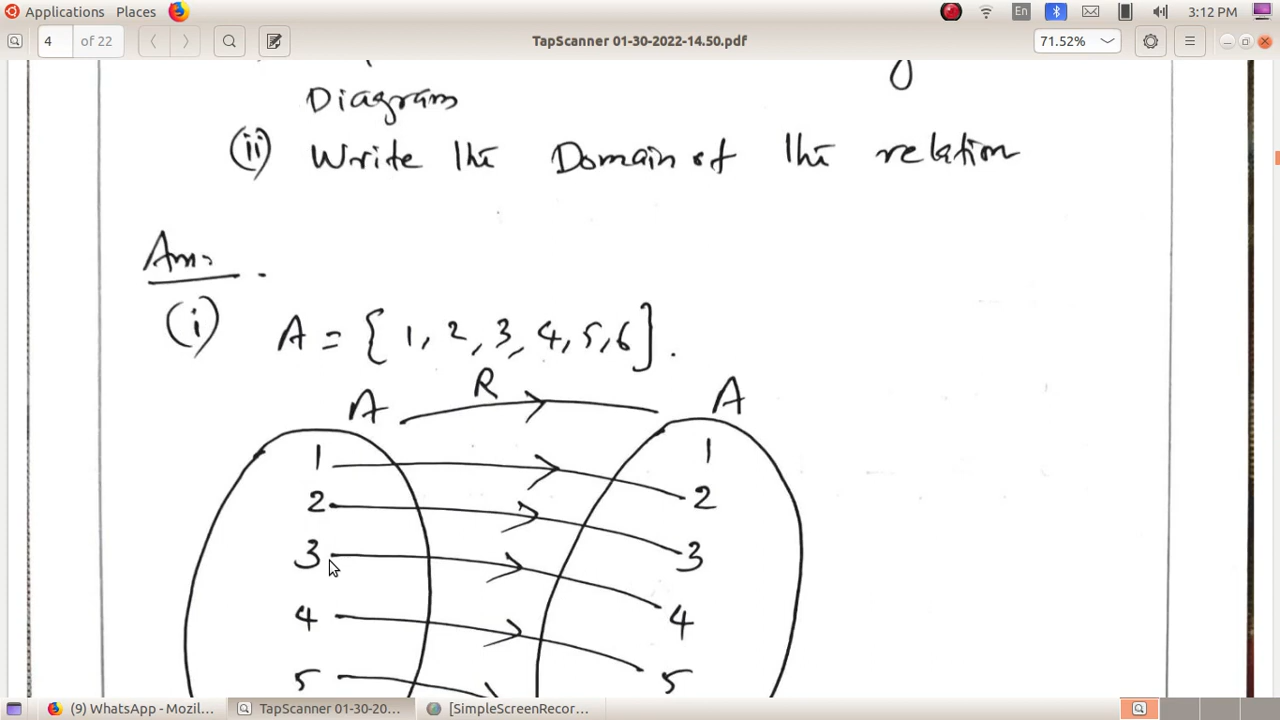 Applications Places En 3:12 PM
4 of 22 TapScanner 01-30-2022-14.50.pdf 71.52%
Diagram
(ii) Write the Domain of the relation
Ans:
(i) A = { 1, 2, 3, 4, 5, 6 } .
A R A
1 1
2 2
3 3
4 4
5 5
(9) WhatsApp - Mozil... TapScanner 01-30-20... [SimpleScreenRecor...